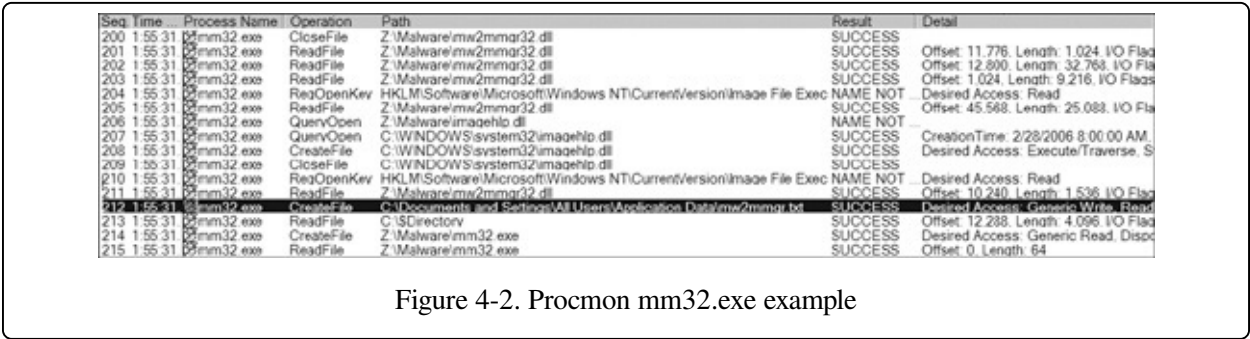 Seq. Time ... Process Name Operation Path Result Detail
200 1:55:31. mm32.exe CloseFile Z:\Malware\mw2mmgr32.dll SUCCESS
201 1:55:31. mm32.exe ReadFile Z:\Malware\mw2mmgr32.dll SUCCESS Offset: 11,776, Length: 1,024, I/O Flag
202 1:55:31. mm32.exe ReadFile Z:\Malware\mw2mmgr32.dll SUCCESS Offset: 12,800, Length: 32,768, I/O Fla
203 1:55:31. mm32.exe ReadFile Z:\Malware\mw2mmgr32.dll SUCCESS Offset: 1,024, Length: 9,216, I/O Flags
204 1:55:31. mm32.exe RegOpenKey HKLM\Software\Microsoft\Windows NT\CurrentVersion\Image File Exec NAME NOT ... Desired Access: Read
205 1:55:31. mm32.exe ReadFile Z:\Malware\mw2mmgr32.dll SUCCESS Offset: 45,568, Length: 25,088, I/O Fla
206 1:55:31. mm32.exe QueryOpen Z:\Malware\imagehlp.dll NAME NOT ...
207 1:55:31. mm32.exe QueryOpen C:\WINDOWS\system32\imagehlp.dll SUCCESS CreationTime: 2/28/2006 8:00:00 AM,
208 1:55:31. mm32.exe CreateFile C:\WINDOWS\system32\imagehlp.dll SUCCESS Desired Access: Execute/Traverse, S
209 1:55:31. mm32.exe CloseFile C:\WINDOWS\system32\imagehlp.dll SUCCESS
210 1:55:31. mm32.exe RegOpenKey HKLM\Software\Microsoft\Windows NT\CurrentVersion\Image File Exec NAME NOT ... Desired Access: Read
211 1:55:31. mm32.exe ReadFile Z:\Malware\mw2mmgr32.dll SUCCESS Offset: 10,240, Length: 1,536, I/O Flag
212 1:55:31. mm32.exe CreateFile C:\Documents and Settings\All Users\Application Data\mw2mmgr.txt SUCCESS Desired Access: Generic Write, Read
213 1:55:31. mm32.exe ReadFile C:\$Directory SUCCESS Offset: 12,288, Length: 4,096, I/O Flag
214 1:55:31. mm32.exe CreateFile Z:\Malware\mm32.exe SUCCESS Desired Access: Generic Read, Dispo
215 1:55:31. mm32.exe ReadFile Z:\Malware\mm32.exe SUCCESS Offset: 0, Length: 64
Figure 4-2. Procmon mm32.exe example